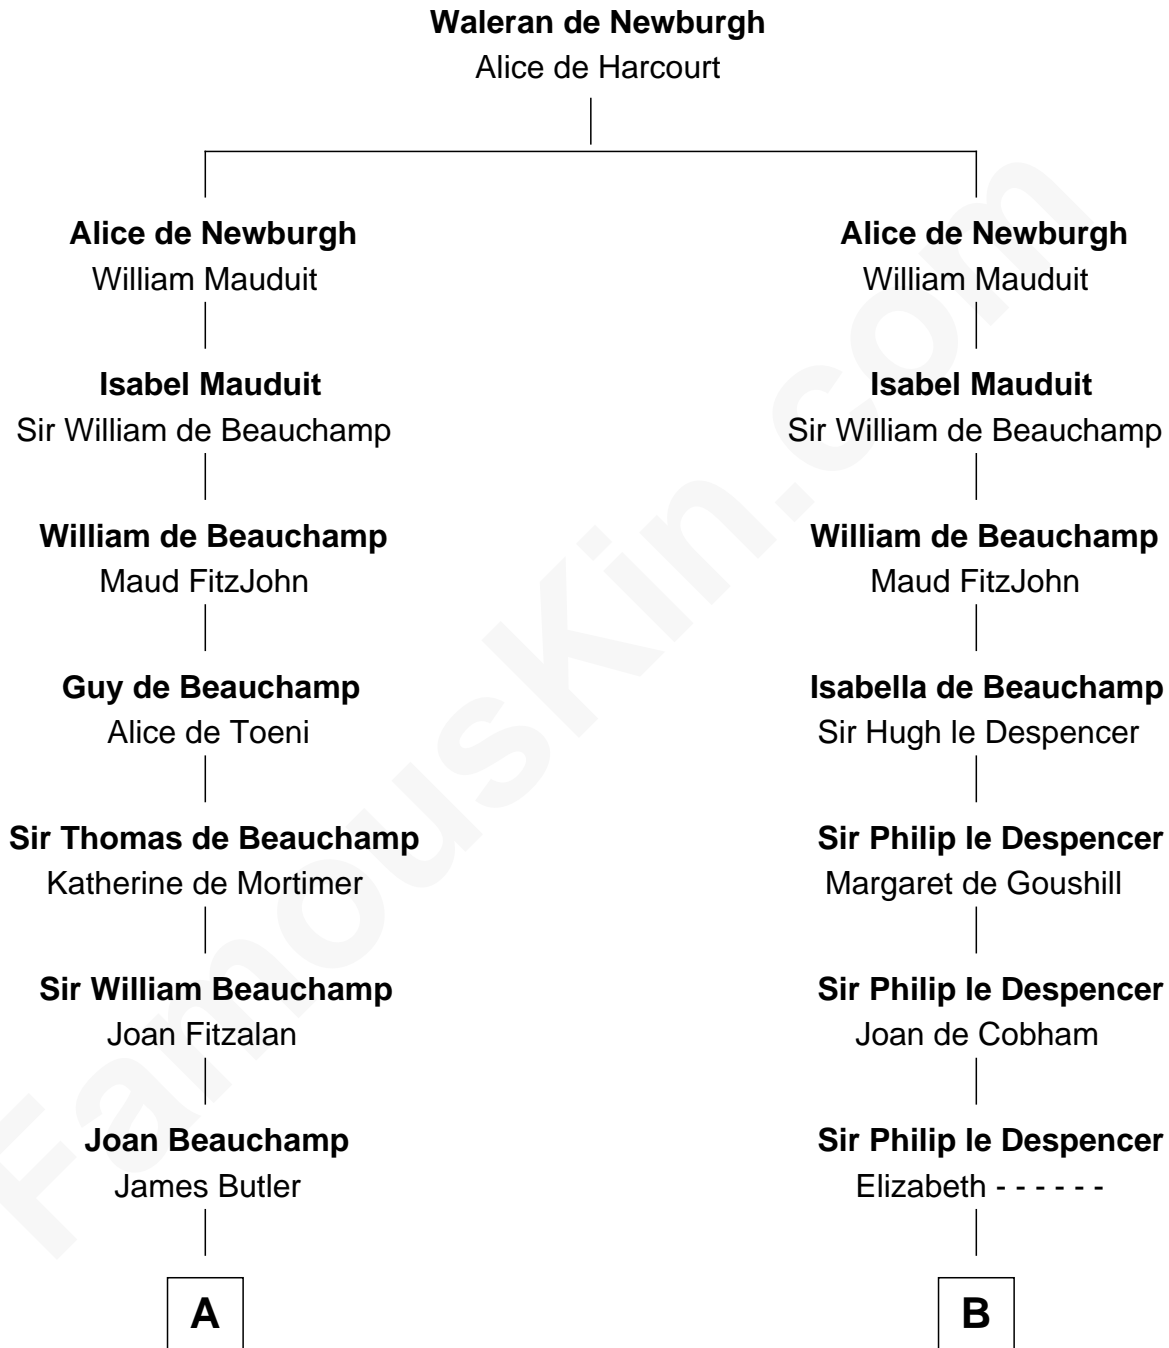 Waleran de Newburgh
Alice de Harcourt
Alice de Newburgh
William Mauduit
Alice de Newburgh
William Mauduit
Isabel Mauduit
Sir William de Beauchamp
Isabel Mauduit
Sir William de Beauchamp
William de Beauchamp
Maud FitzJohn
William de Beauchamp
Maud FitzJohn
Guy de Beauchamp
Alice de Toeni
Isabella de Beauchamp
Sir Hugh le Despencer
Sir Thomas de Beauchamp
Katherine de Mortimer
Sir Philip le Despencer
Margaret de Goushill
Sir William Beauchamp
Joan Fitzalan
Sir Philip le Despencer
Joan de Cobham
Joan Beauchamp
James Butler
Sir Philip le Despencer
Elizabeth - - - - - -
A
B
FamousKin.com